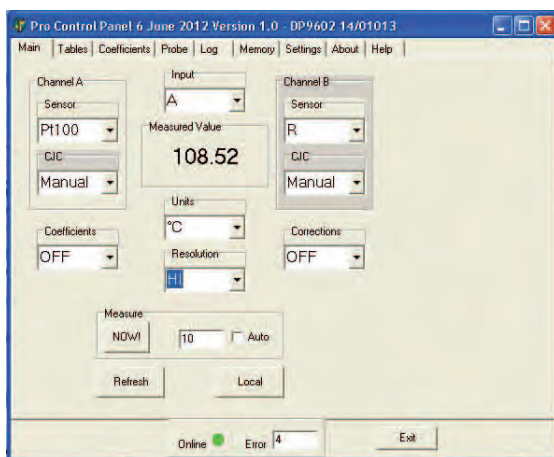 Pro Control Panel 6 June 2012 Version 1.0 - DP9602 14/01013
Main Tables Coefficients Probe Log Memory Settings About Help
Channel A
Sensor
Pt100
CJC
Manual
Input
A
Measured Value
108.52
Channel B
Sensor
R
CJC
Manual
Units
°C
Coefficients
OFF
Resolution
HI
Corrections
OFF
Measure
NOW! 10 Auto
Refresh Local
Online Error 4 Exit